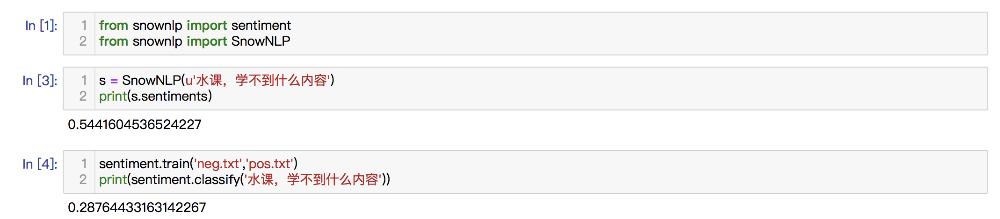 In [1]:
1 from snownlp import sentiment
2 from snownlp import SnowNLP
In [3]:
1 s = SnowNLP(u'水课，学不到什么内容')
2 print(s.sentiments)
0.5441604536524227
In [4]:
1 sentiment.train('neg.txt','pos.txt')
2 print(sentiment.classify('水课，学不到什么内容'))
0.28764433163142267